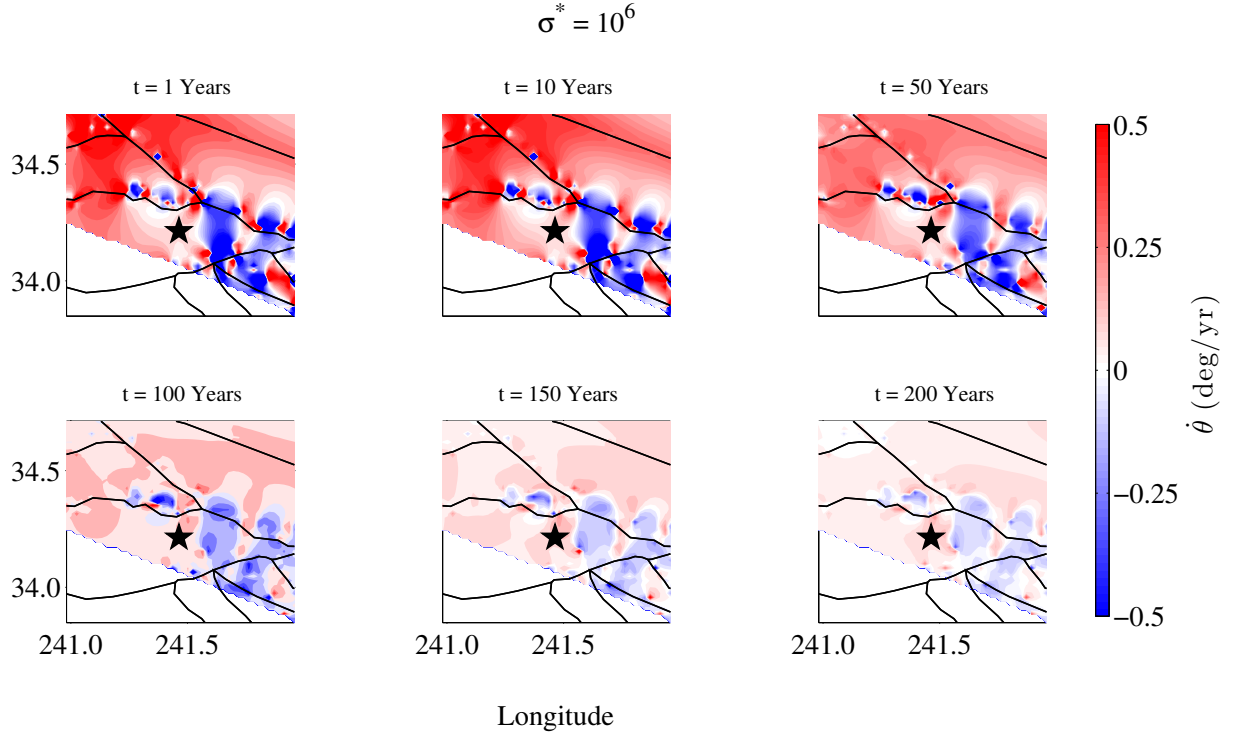 σ* = 10⁶
t = 1 Years
t = 10 Years
t = 50 Years
34.5
34.0
0.5
0.25
0
−0.25
−0.5
θ̇ (deg/yr)
t = 100 Years
t = 150 Years
t = 200 Years
34.5
34.0
241.0 241.5
241.0 241.5
241.0 241.5
Longitude